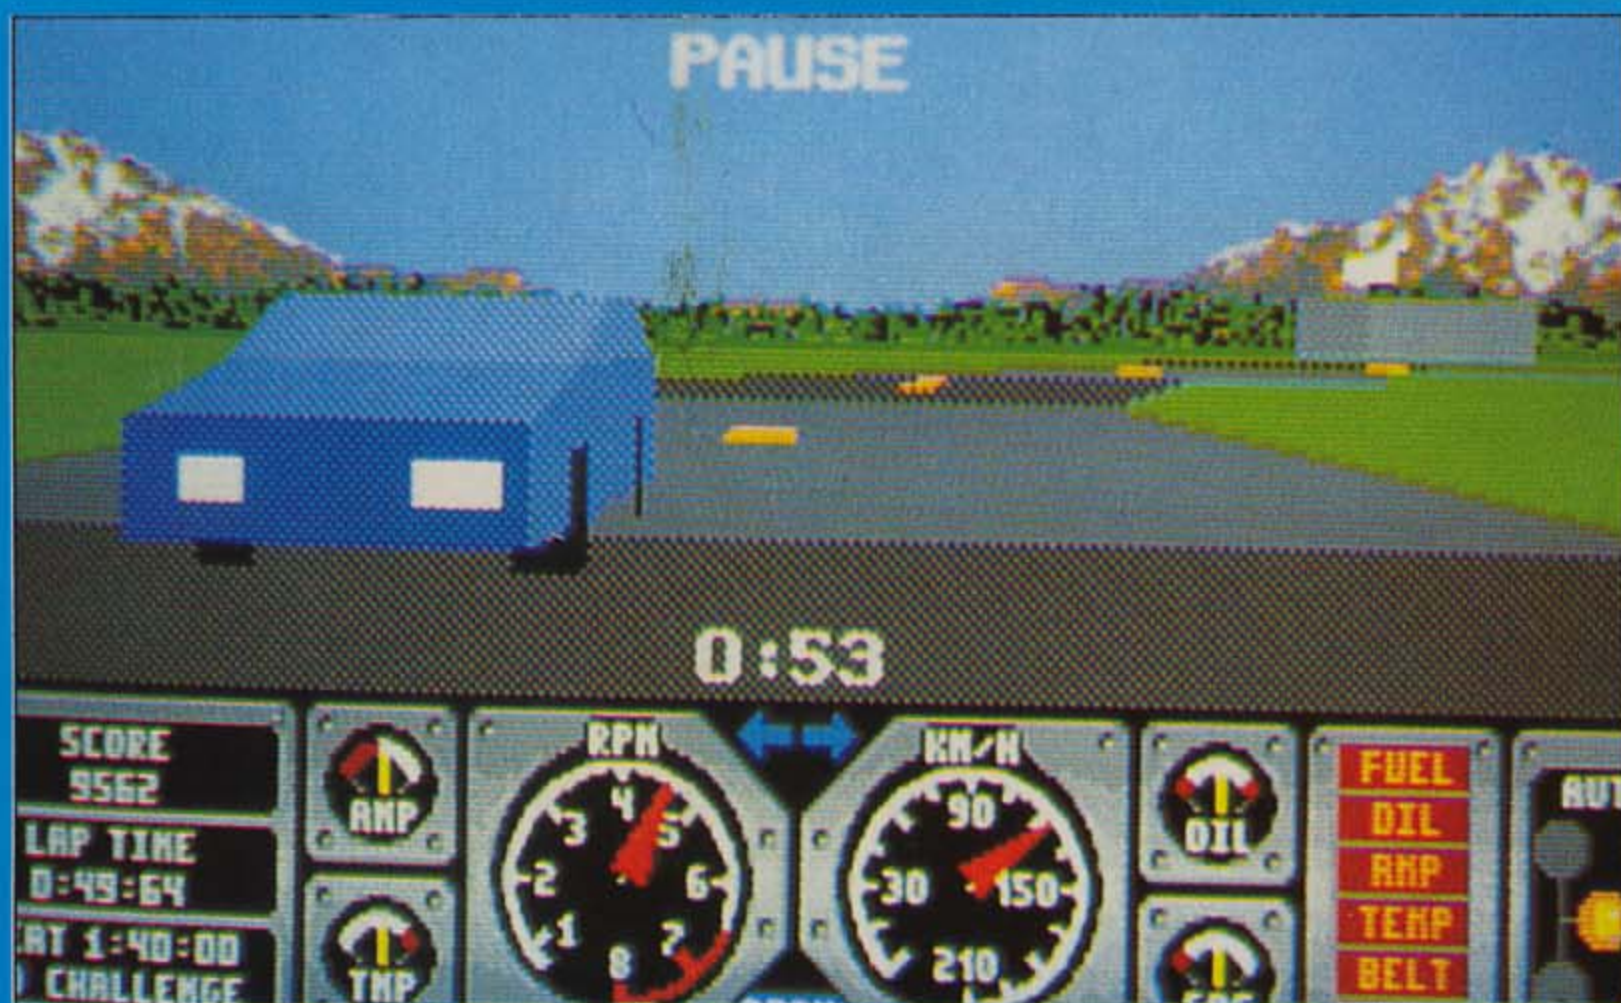 PAUSE
0:53
SCORE
9562
LAP TIME
0:49:64
AT 1:40:00
CHALLENGE
AMP
TMP
RPM
1
2
3
4
5
6
7
8
KM/H
30
90
150
210
OIL
FUEL
OIL
AMP
TEMP
BELT